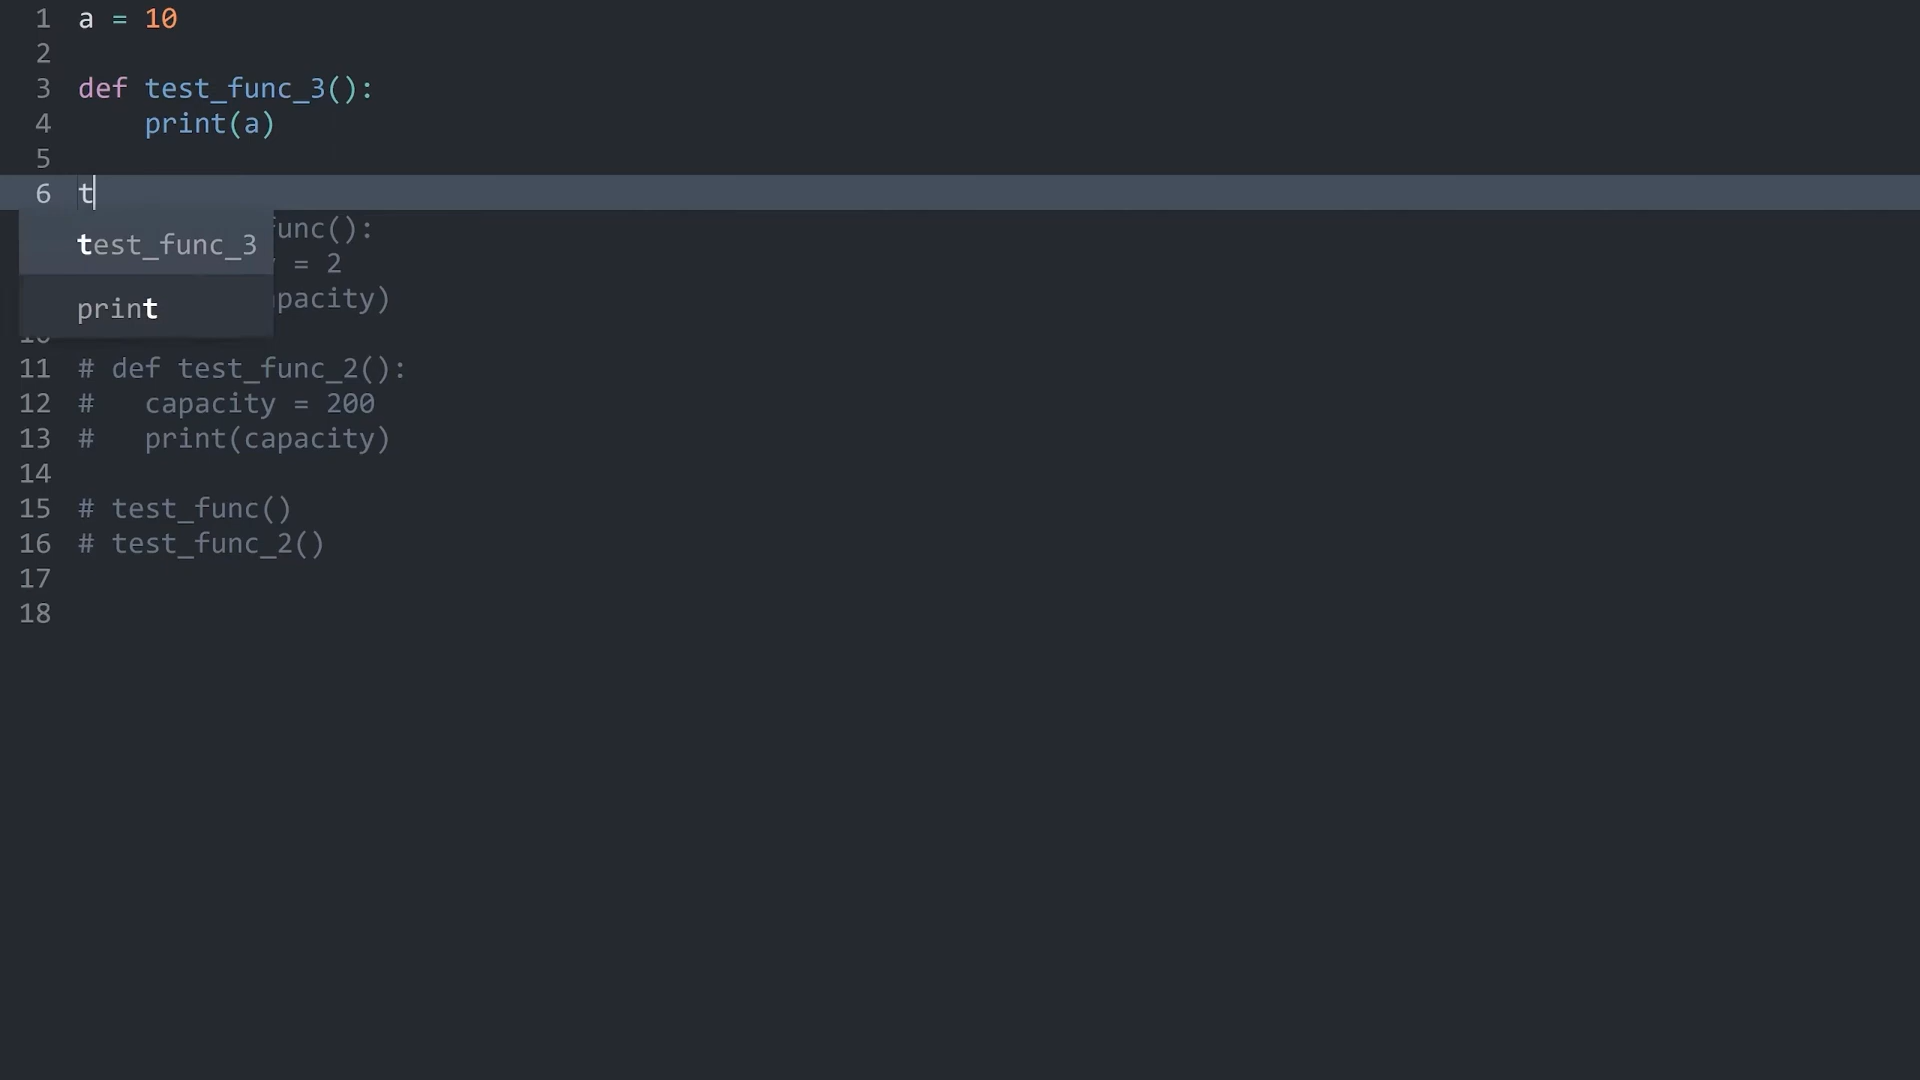 1 a = 10
2
3 def test_func_3():
4 print(a)
5
6 t
test_func_3
print
unc():
= 2
pacity)
11 # def test_func_2():
12 # capacity = 200
13 # print(capacity)
14
15 # test_func()
16 # test_func_2()
17
18